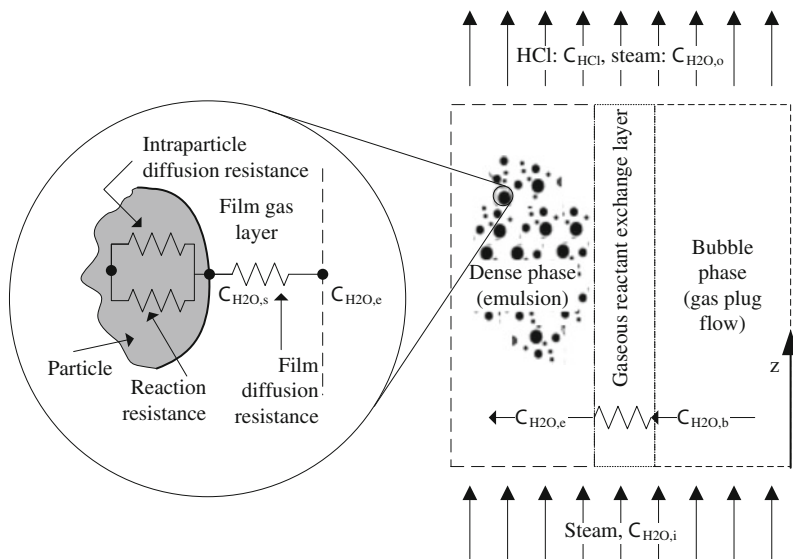 HCl: C_HCl, steam: C_H2O,o
Intraparticle
diffusion resistance
Film gas
layer
C_H2O,s
C_H2O,e
Particle
Reaction
resistance
Film
diffusion
resistance
Dense phase
(emulsion)
Gaseous reactant exchange layer
Bubble
phase
(gas plug
flow)
z
C_H2O,e
C_H2O,b
Steam, C_H2O,i